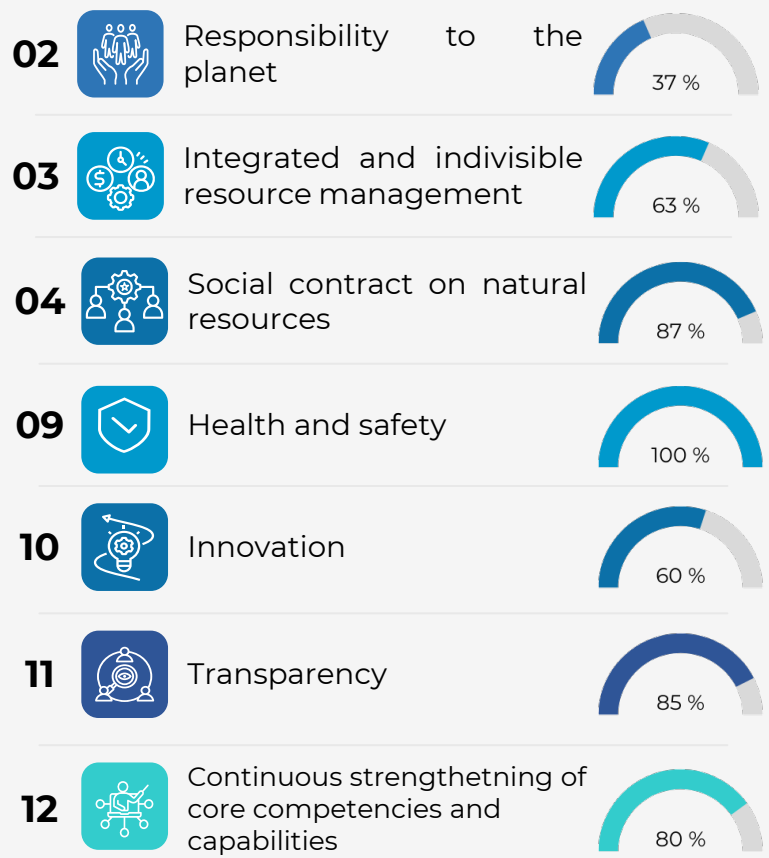 02
Responsibility to the
planet
37 %
03
Integrated and indivisible
resource management
63 %
04
Social contract on natural
resources
87 %
09
Health and safety
100 %
10
Innovation
60 %
11
Transparency
85 %
12
Continuous strengthetning of
core competencies and
capabilities
80 %
$